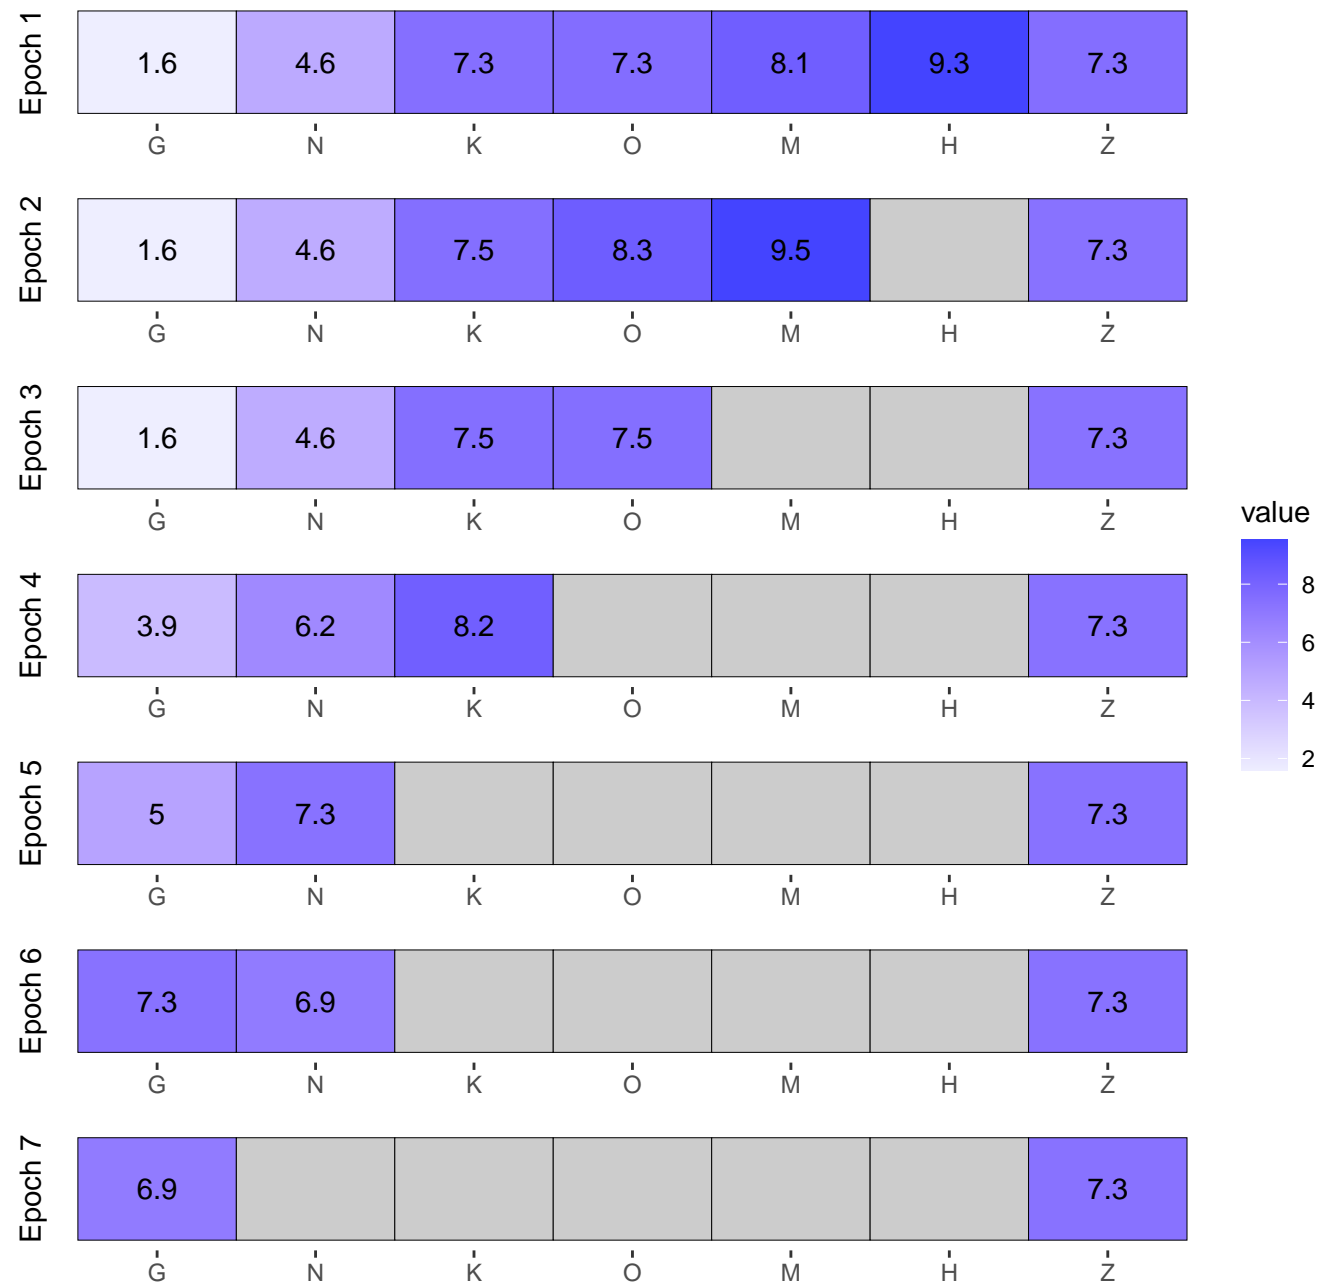 Epoch 1
1.6 4.6 7.3 7.3 8.1 9.3 7.3
G N K O M H Z
Epoch 2
1.6 4.6 7.5 8.3 9.5 7.3
G N K O M H Z
Epoch 3
1.6 4.6 7.5 7.5 7.3
G N K O M H Z
Epoch 4
3.9 6.2 8.2 7.3
G N K O M H Z
Epoch 5
5 7.3 7.3
G N K O M H Z
Epoch 6
7.3 6.9 7.3
G N K O M H Z
Epoch 7
6.9 7.3
G N K O M H Z
value
8
6
4
2